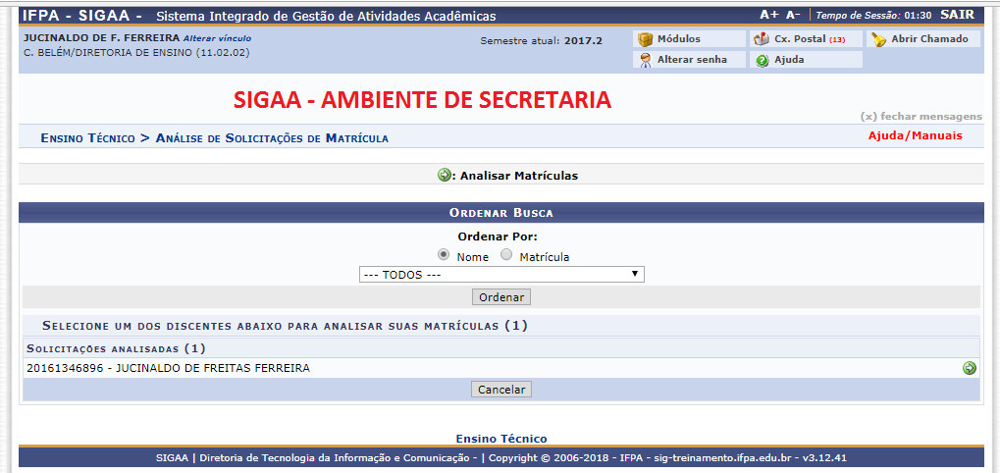 IFPA - SIGAA - Sistema Integrado de Gestão de Atividades Acadêmicas A+ A- Tempo de Sessão: 01:30 SAIR
JUCINALDO DE F. FERREIRA Alterar vínculo Semestre atual: 2017.2 Módulos Cx. Postal (13) Abrir Chamado
C. BELÉM/DIRETORIA DE ENSINO (11.02.02) Alterar senha Ajuda
SIGAA - AMBIENTE DE SECRETARIA
(x) fechar mensagens
Ensino Técnico > Análise de Solicitações de Matrícula Ajuda/Manuais
: Analisar Matrículas
Ordenar Busca
Ordenar Por:
Nome Matrícula
--- TODOS ---
Ordenar
Selecione um dos discentes abaixo para analisar suas matrículas (1)
Solicitações analisadas (1)
20161346896 - JUCINALDO DE FREITAS FERREIRA
Cancelar
Ensino Técnico
SIGAA | Diretoria de Tecnologia da Informação e Comunicação - | Copyright © 2006-2018 - IFPA - sig-treinamento.ifpa.edu.br - v3.12.41